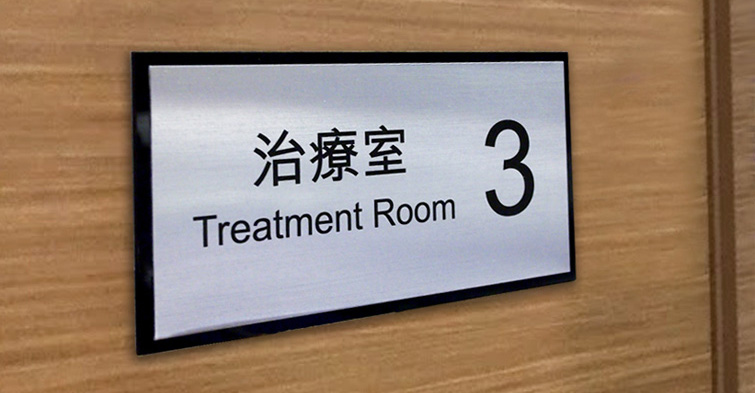 治療室
Treatment Room
3